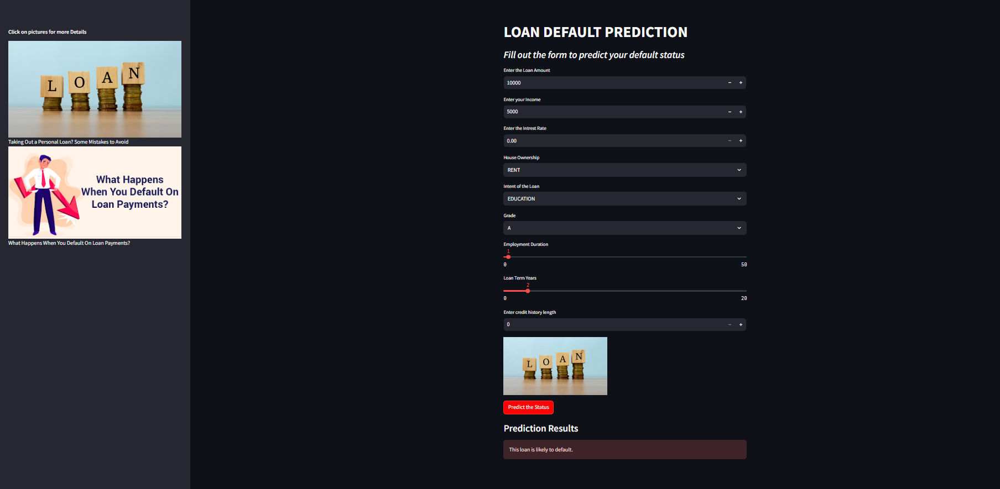 Click on pictures for more Details
L O A N
Taking Out a Personal Loan? Some Mistakes to Avoid
What Happens
When You Default On
Loan Payments?
What Happens When You Default On Loan Payments?
LOAN DEFAULT PREDICTION
Fill out the form to predict your default status
Enter the Loan Amount
10000
Enter your Income
5000
Enter the Intrest Rate
0.00
House Ownership
RENT
Intent of the Loan
EDUCATION
Grade
A
Employment Duration
1
0 50
Loan Term Years
2
0 20
Enter credit history length
0
L O A N
Predict the Status
Prediction Results
This loan is likely to default.